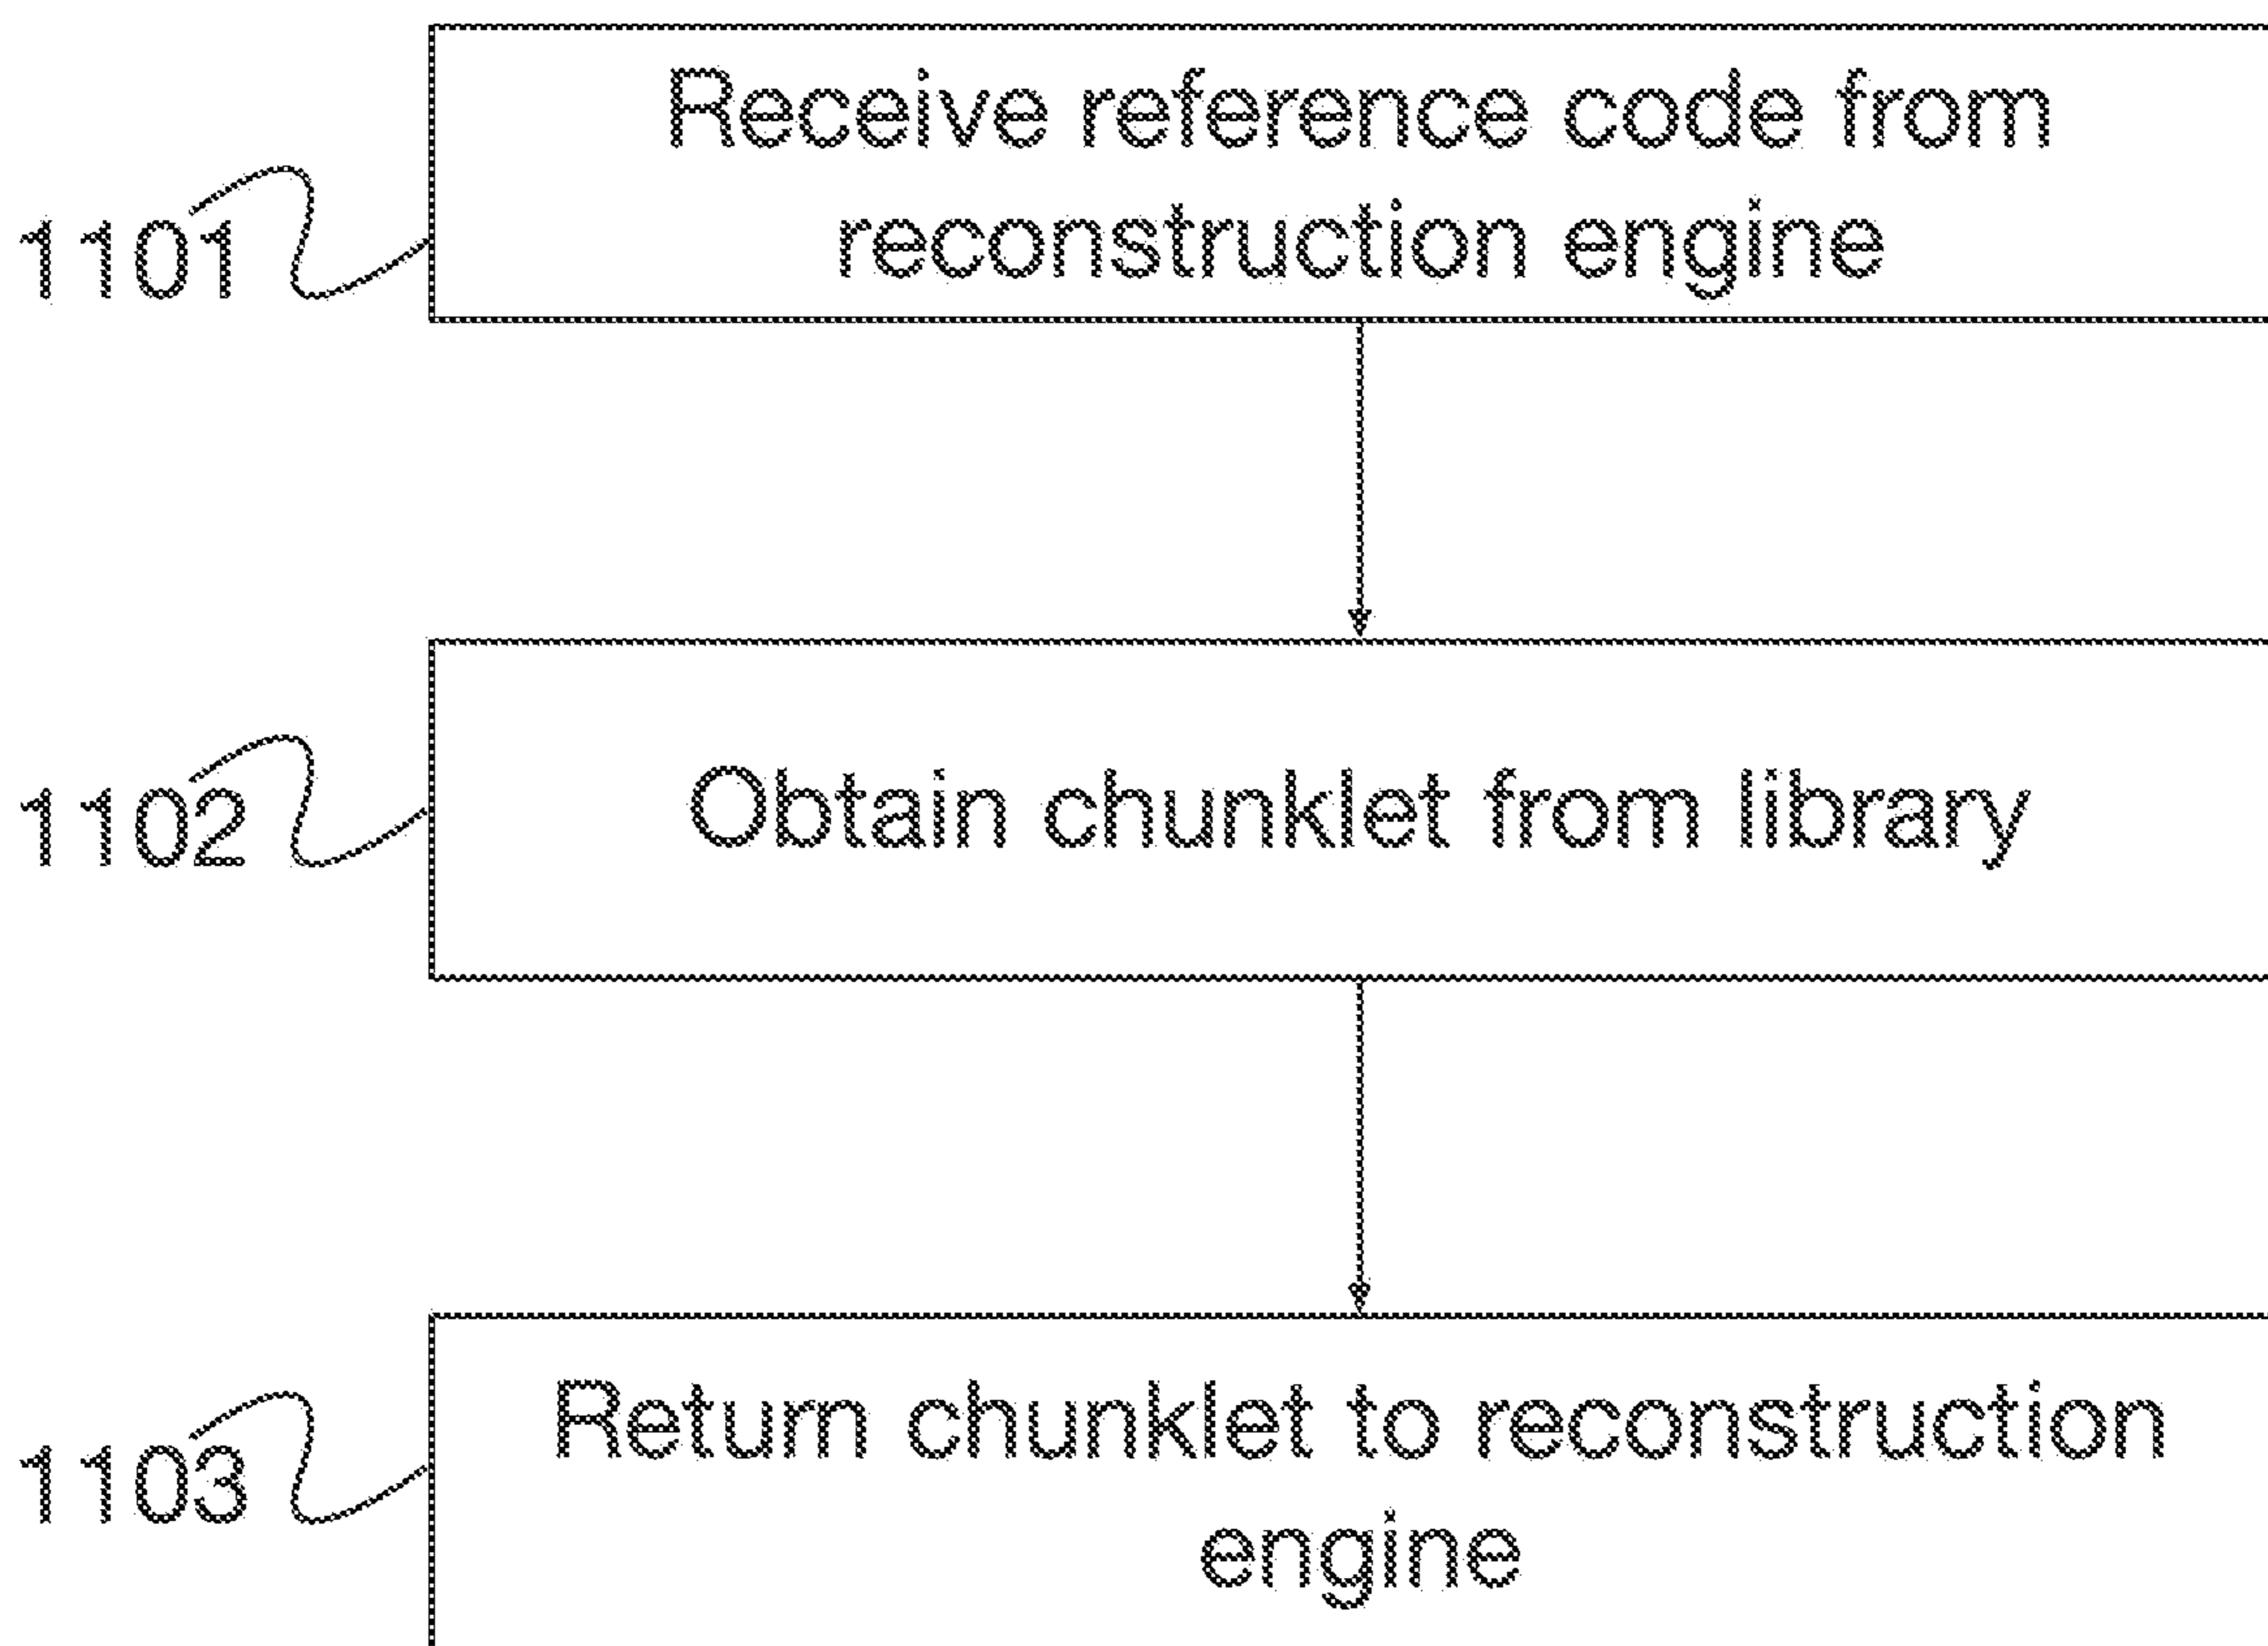 Receive reference code from
reconstruction engine
1101
Obtain chunklet from library
1102
Return chunklet to reconstruction
engine
1103